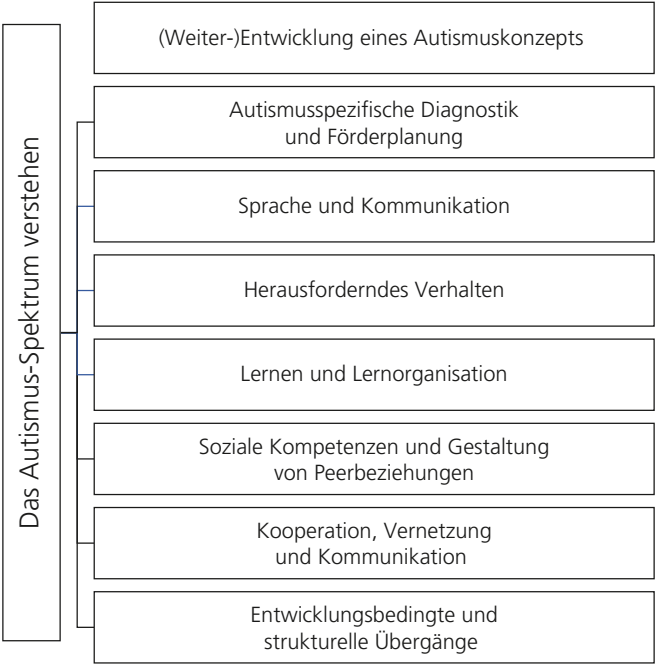 Das Autismus-Spektrum verstehen
(Weiter-)Entwicklung eines Autismuskonzepts
Autismusspezifische Diagnostik
und Förderplanung
Sprache und Kommunikation
Herausforderndes Verhalten
Lernen und Lernorganisation
Soziale Kompetenzen und Gestaltung
von Peerbeziehungen
Kooperation, Vernetzung
und Kommunikation
Entwicklungsbedingte und
strukturelle Übergänge